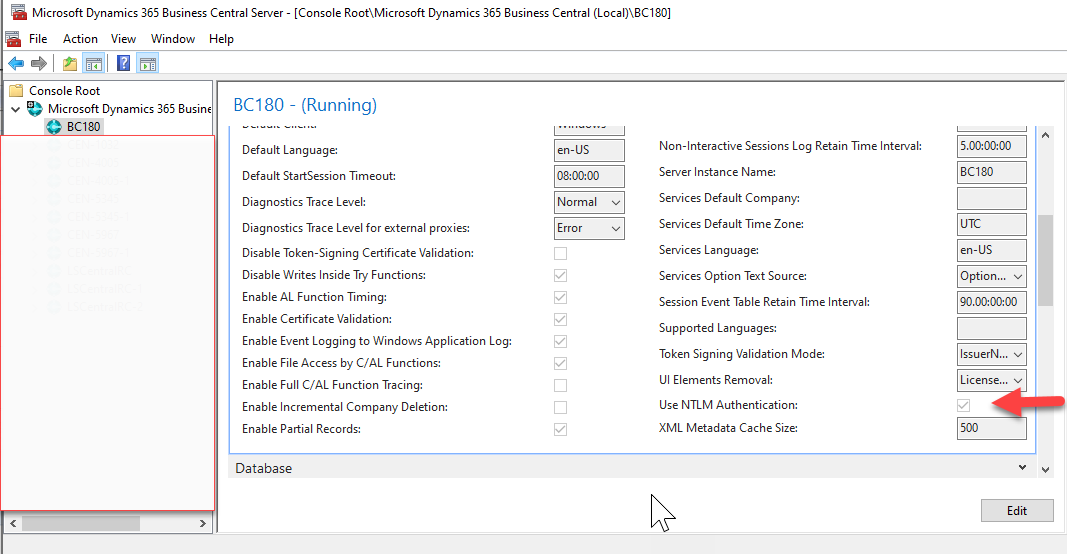 Microsoft Dynamics 365 Business Central Server - [Console Root\Microsoft Dynamics 365 Business Central (Local)\BC180]
File Action View Window Help
Console Root
Microsoft Dynamics 365 Busine
BC180
BC180 - (Running)
Default Client: Windows
Default Language: en-US
Default StartSession Timeout: 08:00:00
Diagnostics Trace Level: Normal
Diagnostics Trace Level for external proxies: Error
Disable Token-Signing Certificate Validation:
Disable Writes Inside Try Functions:
Enable AL Function Timing:
Enable Certificate Validation:
Enable Event Logging to Windows Application Log:
Enable File Access by C/AL Functions:
Enable Full C/AL Function Tracing:
Enable Incremental Company Deletion:
Enable Partial Records:
Non-Interactive Sessions Log Retain Time Interval: 5.00:00:00
Server Instance Name: BC180
Services Default Company:
Services Default Time Zone: UTC
Services Language: en-US
Services Option Text Source: Option...
Session Event Table Retain Time Interval: 90.00:00:00
Supported Languages:
Token Signing Validation Mode: IssuerN...
UI Elements Removal: License...
Use NTLM Authentication:
XML Metadata Cache Size: 500
Database
Edit